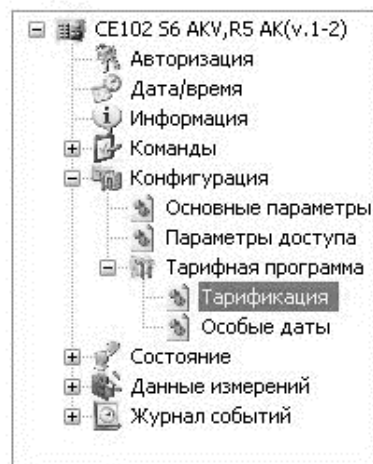 CE102 S6 AKV,R5 AK(v.1-2)
Авторизация
Дата/время
Информация
Команды
Конфигурация
Основные параметры
Параметры доступа
Тарифная программа
Тарификация
Особые даты
Состояние
Данные измерений
Журнал событий